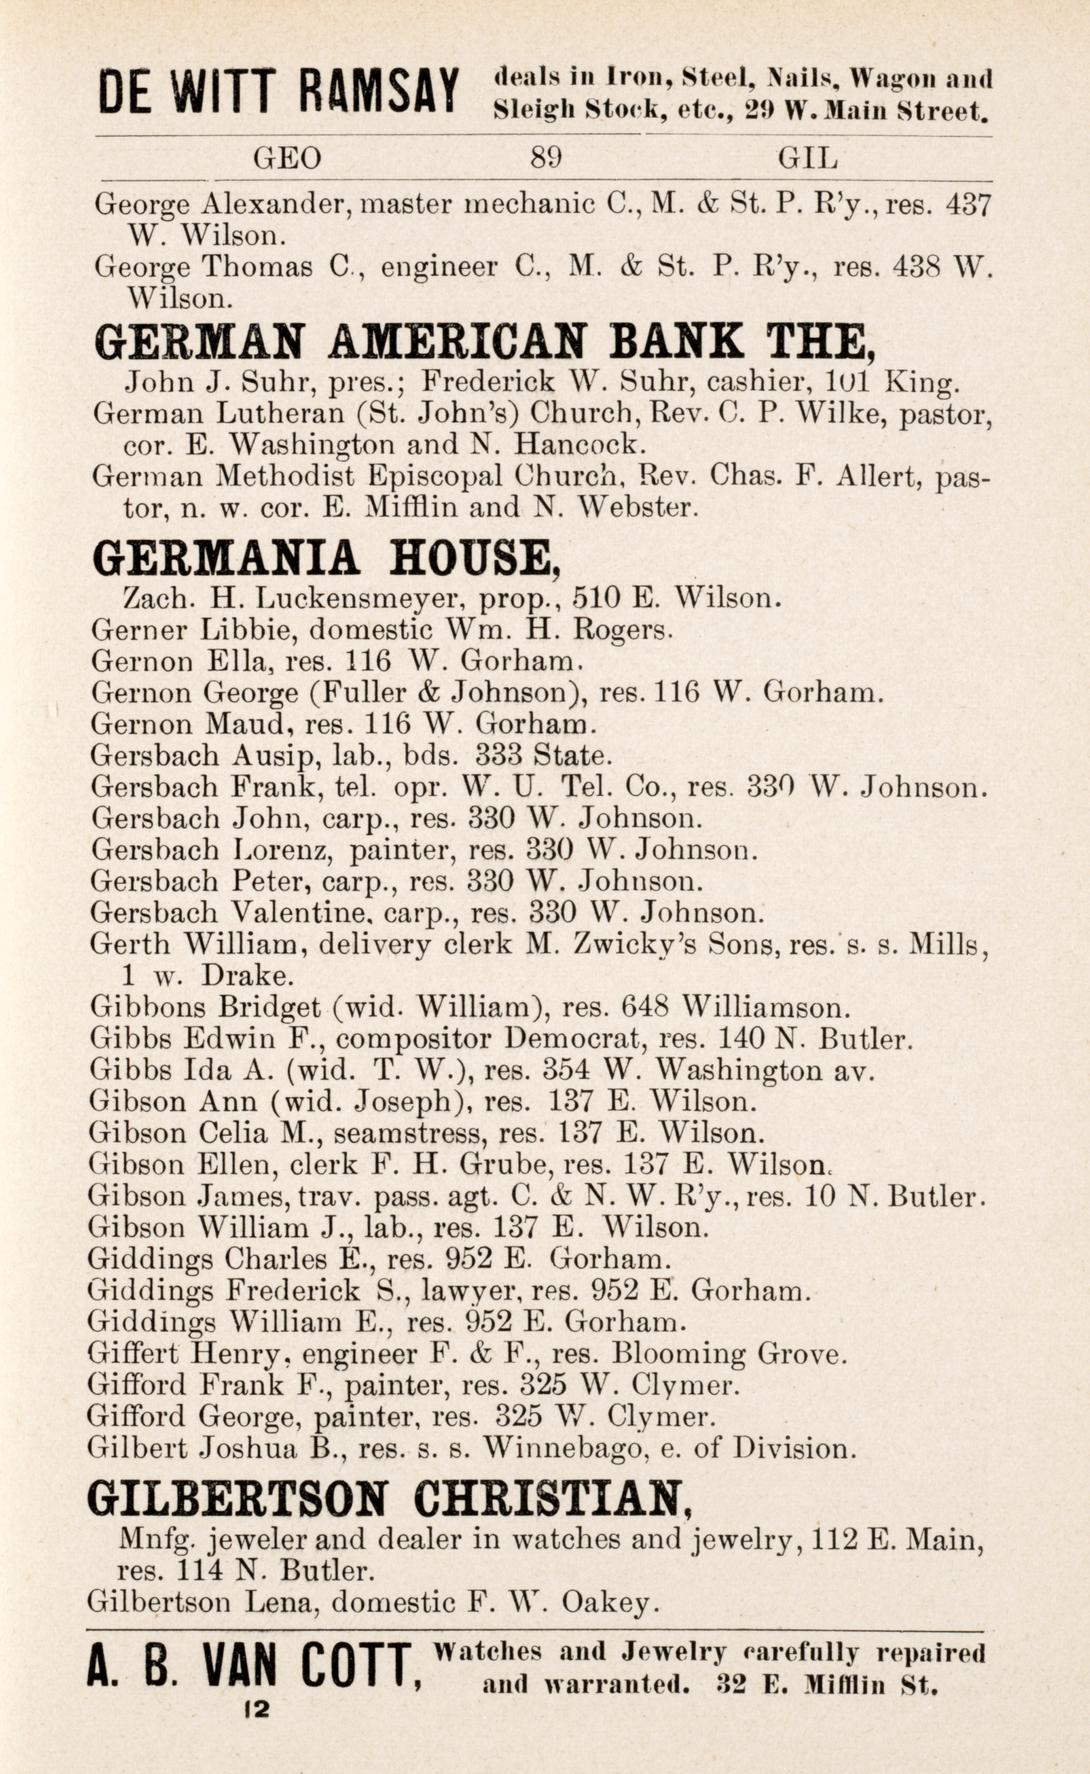 DE WITT RAMSAY deals in Iron, Steel, Nails, Wagon and
Sleigh Stock, etc., 29 W. Main Street.
GEO 89 GIL
George Alexander, master mechanic C., M. & St. P. R'y., res. 437
W. Wilson.
George Thomas C., engineer C., M. & St. P. R'y., res. 438 W.
Wilson.
GERMAN AMERICAN BANK THE,
John J. Suhr, pres.; Frederick W. Suhr, cashier, 101 King.
German Lutheran (St. John's) Church, Rev. C. P. Wilke, pastor,
cor. E. Washington and N. Hancock.
German Methodist Episcopal Church, Rev. Chas. F. Allert, pas-
tor, n. w. cor. E. Mifflin and N. Webster.
GERMANIA HOUSE,
Zach. H. Luckensmeyer, prop., 510 E. Wilson.
Gerner Libbie, domestic Wm. H. Rogers.
Gernon Ella, res. 116 W. Gorham.
Gernon George (Fuller & Johnson), res. 116 W. Gorham.
Gernon Maud, res. 116 W. Gorham.
Gersbach Ausip, lab., bds. 333 State.
Gersbach Frank, tel. opr. W. U. Tel. Co., res. 330 W. Johnson.
Gersbach John, carp., res. 330 W. Johnson.
Gersbach Lorenz, painter, res. 330 W. Johnson.
Gersbach Peter, carp., res. 330 W. Johnson.
Gersbach Valentine, carp., res. 330 W. Johnson.
Gerth William, delivery clerk M. Zwicky's Sons, res. s. s. Mills,
1 w. Drake.
Gibbons Bridget (wid. William), res. 648 Williamson.
Gibbs Edwin F., compositor Democrat, res. 140 N. Butler.
Gibbs Ida A. (wid. T. W.), res. 354 W. Washington av.
Gibson Ann (wid. Joseph), res. 137 E. Wilson.
Gibson Celia M., seamstress, res. 137 E. Wilson.
Gibson Ellen, clerk F. H. Grube, res. 137 E. Wilson.
Gibson James, trav. pass. agt. C. & N. W. R'y., res. 10 N. Butler.
Gibson William J., lab., res. 137 E. Wilson.
Giddings Charles E., res. 952 E. Gorham.
Giddings Frederick S., lawyer, res. 952 E. Gorham.
Giddings William E., res. 952 E. Gorham.
Giffert Henry, engineer F. & F., res. Blooming Grove.
Gifford Frank F., painter, res. 325 W. Clymer.
Gifford George, painter, res. 325 W. Clymer.
Gilbert Joshua B., res. s. s. Winnebago, e. of Division.
GILBERTSON CHRISTIAN,
Mnfg. jeweler and dealer in watches and jewelry, 112 E. Main,
res. 114 N. Butler.
Gilbertson Lena, domestic F. W. Oakey.
A. B. VAN COTT, Watches and Jewelry carefully repaired
and warranted. 32 E. Mifflin St.
12